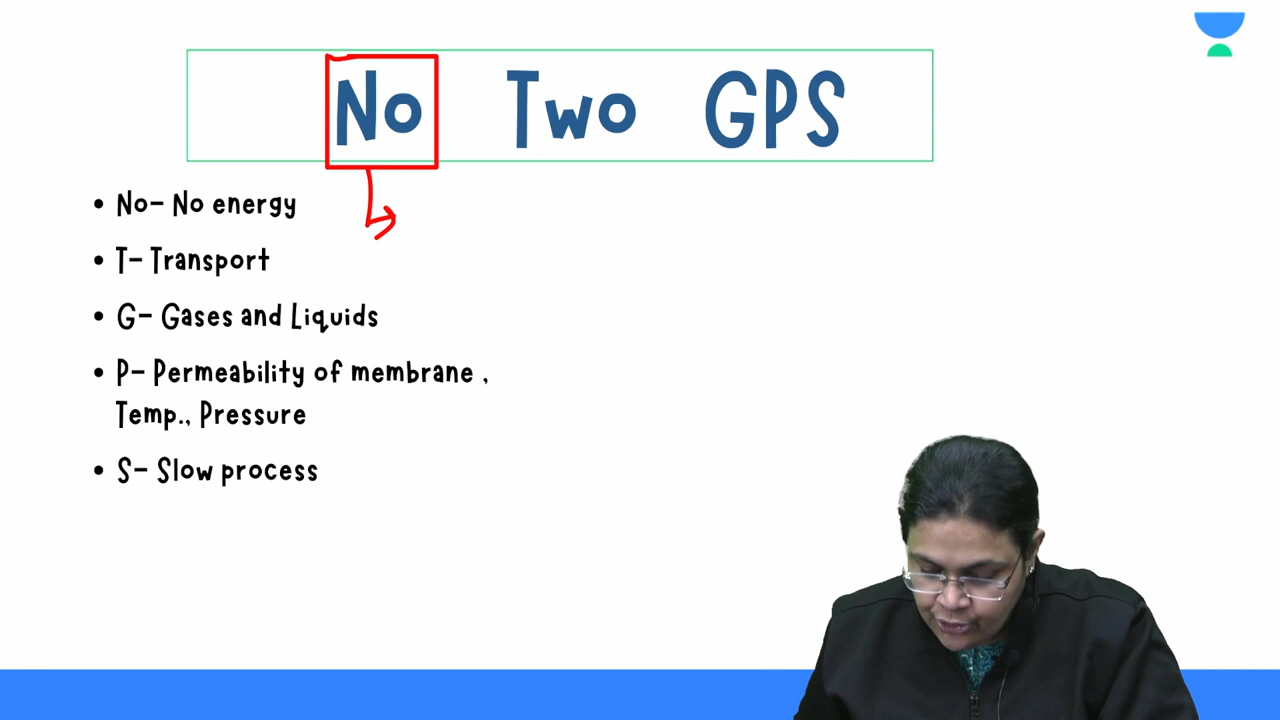 No Two GPS
• No- No energy
• T- Transport
• G- Gases and Liquids
• P- Permeability of membrane ,
Temp., Pressure
• S- Slow process